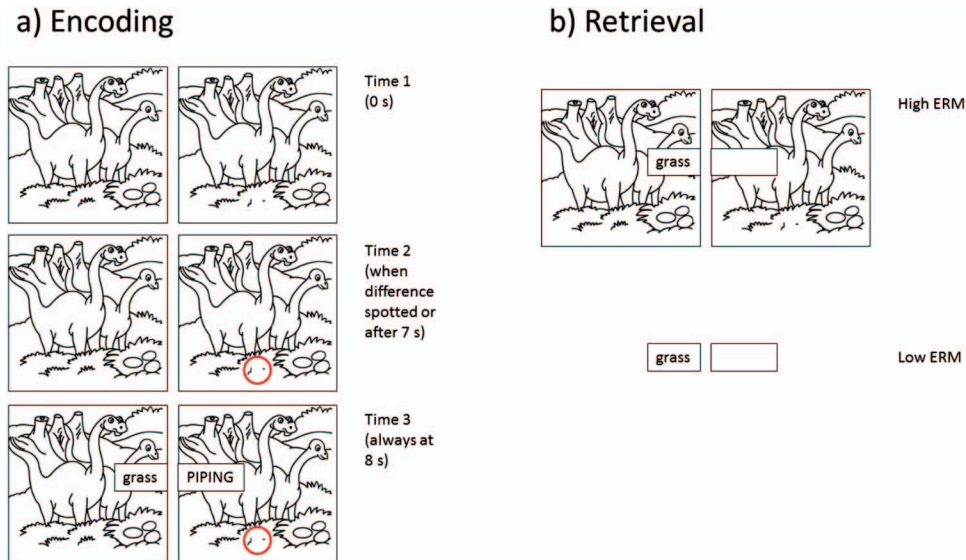 a) Encoding
Time 1
(0 s)
Time 2
(when
difference
spotted or
after 7 s)
Time 3
(always at
8 s)
grass
PIPING
b) Retrieval
High ERM
grass
Low ERM
grass